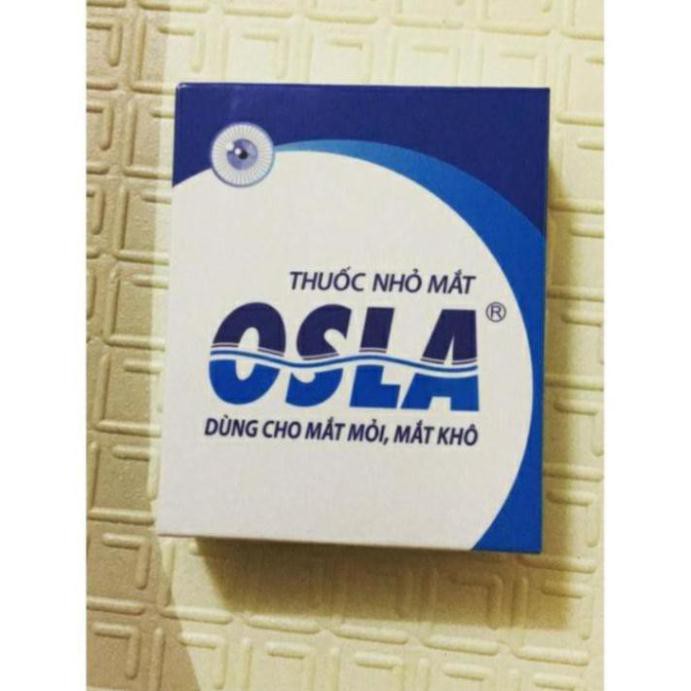 THUỐC NHỎ MẮT
OSLA®
DÙNG CHO MẮT MỎI, MẮT KHÔ